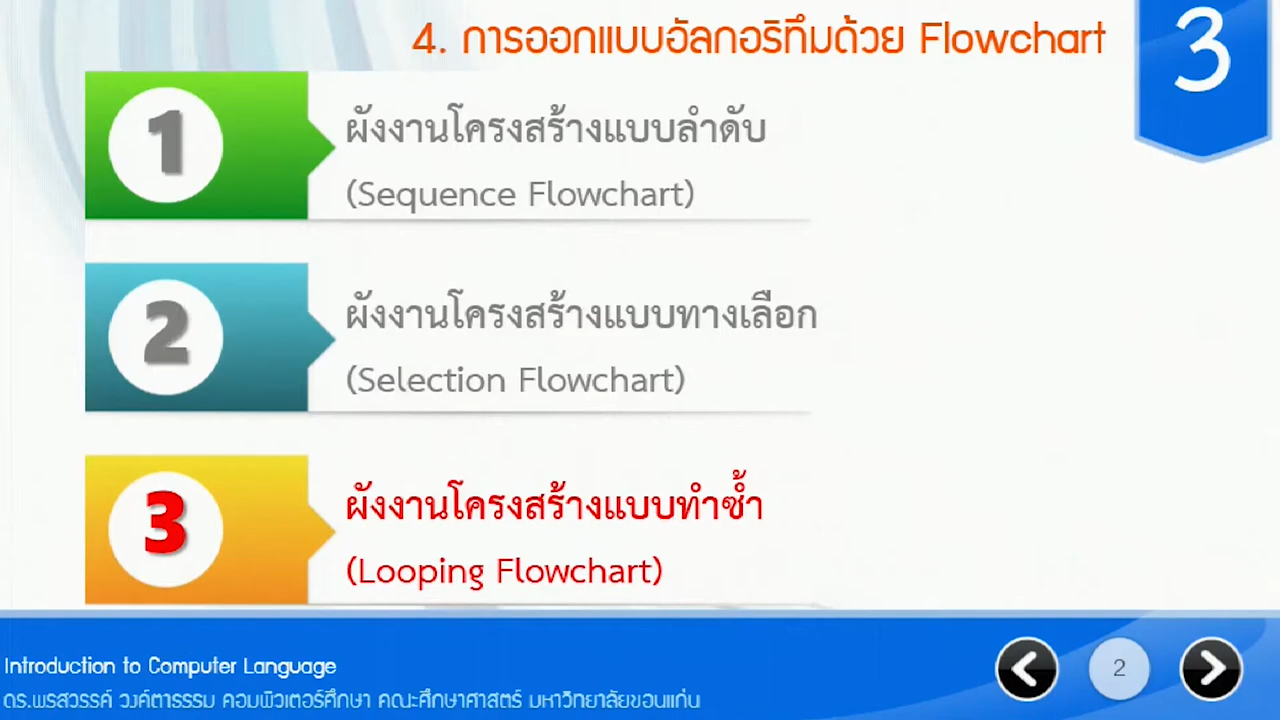 4. การออกแบบอัลกอริทึมด้วย Flowchart
3
1
ผังงานโครงสร้างแบบลำดับ
(Sequence Flowchart)
2
ผังงานโครงสร้างแบบทางเลือก
(Selection Flowchart)
3
ผังงานโครงสร้างแบบทำซ้ำ
(Looping Flowchart)
Introduction to Computer Language
ดร.พรสวรรค์ วงค์ตาธรรม คอมพิวเตอร์ศึกษา คณะศึกษาศาสตร์ มหาวิทยาลัยขอนแก่น
2